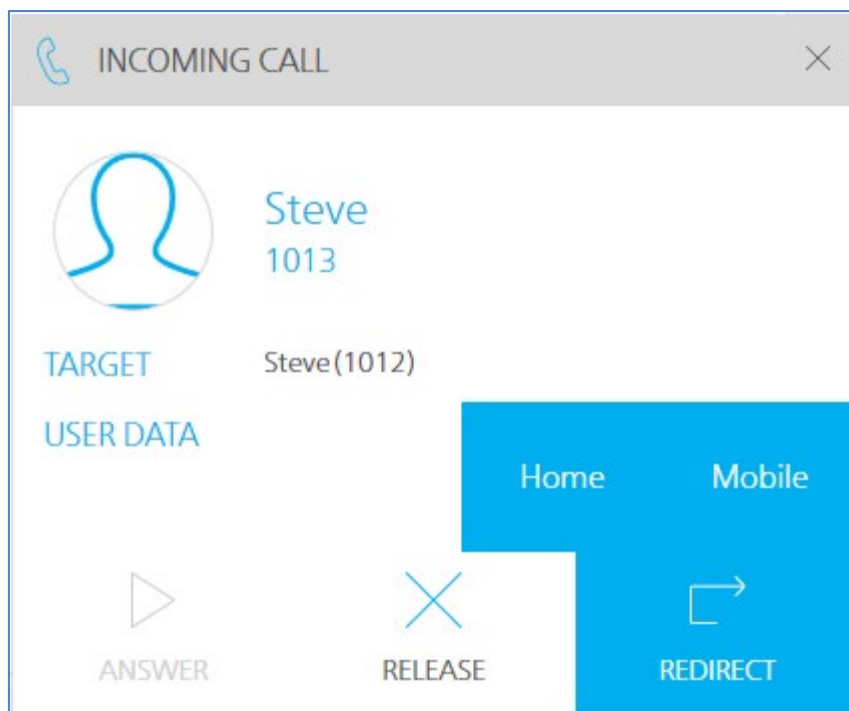 INCOMING CALL
Steve
1013
TARGET Steve (1012)
USER DATA
Home Mobile
ANSWER RELEASE REDIRECT